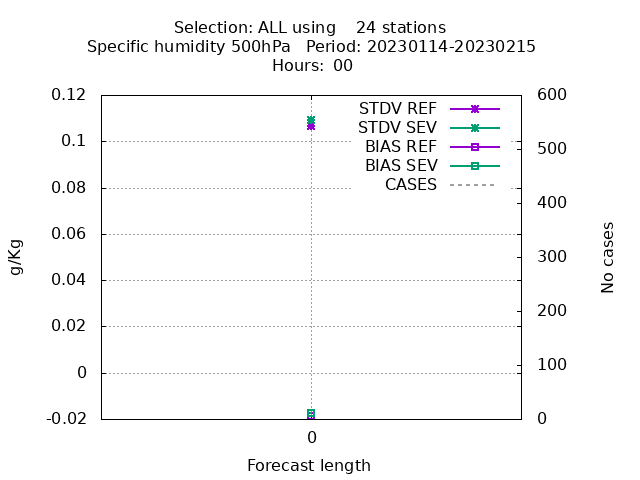 Selection: ALL using    24 stations
Specific humidity 500hPa   Period: 20230114-20230215
Hours:  00
0.12
0.1
0.08
0.06
0.04
0.02
0
-0.02
g/Kg
STDV REF
STDV SEV
BIAS REF
BIAS SEV
CASES
600
500
400
300
200
100
0
No cases
0
Forecast length